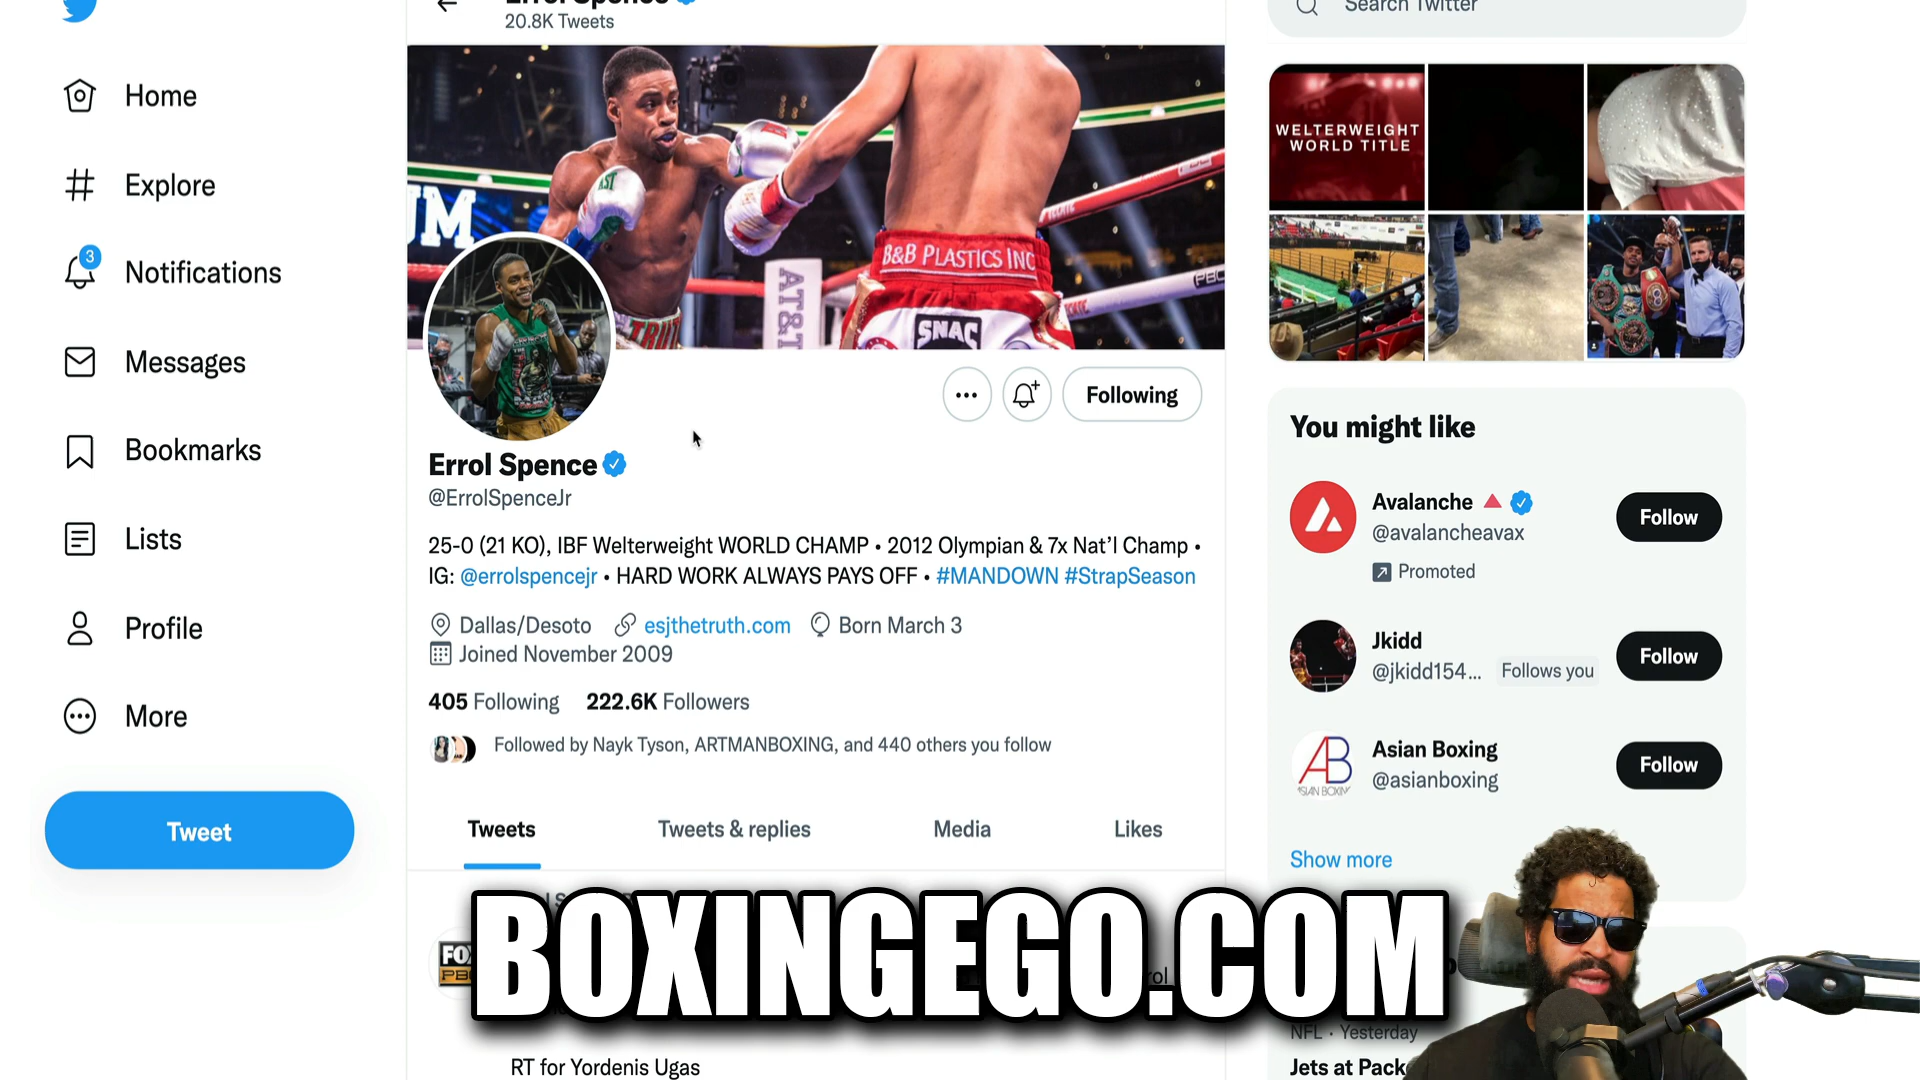 20.8K Tweets
Search Twitter
Home
Explore
3
Notifications
Messages
Bookmarks
Lists
Profile
More
Tweet
UM
AT&T
B&B PLASTICS INC
SNAC
PBC
WELTERWEIGHT
WORLD TITLE
Following
Errol Spence
@ErrolSpenceJr
25-0 (21 KO), IBF Welterweight WORLD CHAMP • 2012 Olympian & 7x Nat’l Champ •
IG: @errolspencejr • HARD WORK ALWAYS PAYS OFF • #MANDOWN #StrapSeason
Dallas/Desoto esjthetruth.com Born March 3
Joined November 2009
405 Following 222.6K Followers
Followed by Nayk Tyson, ARTMANBOXING, and 440 others you follow
Tweets
Tweets & replies
Media
Likes
You might like
Avalanche
@avalancheavax
Promoted
Follow
Jkidd
@jkidd154... Follows you
Follow
Asian Boxing
@asianboxing
Follow
AB
Show more
BOXINGEGO.COM
RT for Yordenis Ugas
NFL · Yesterday
Jets at Pack